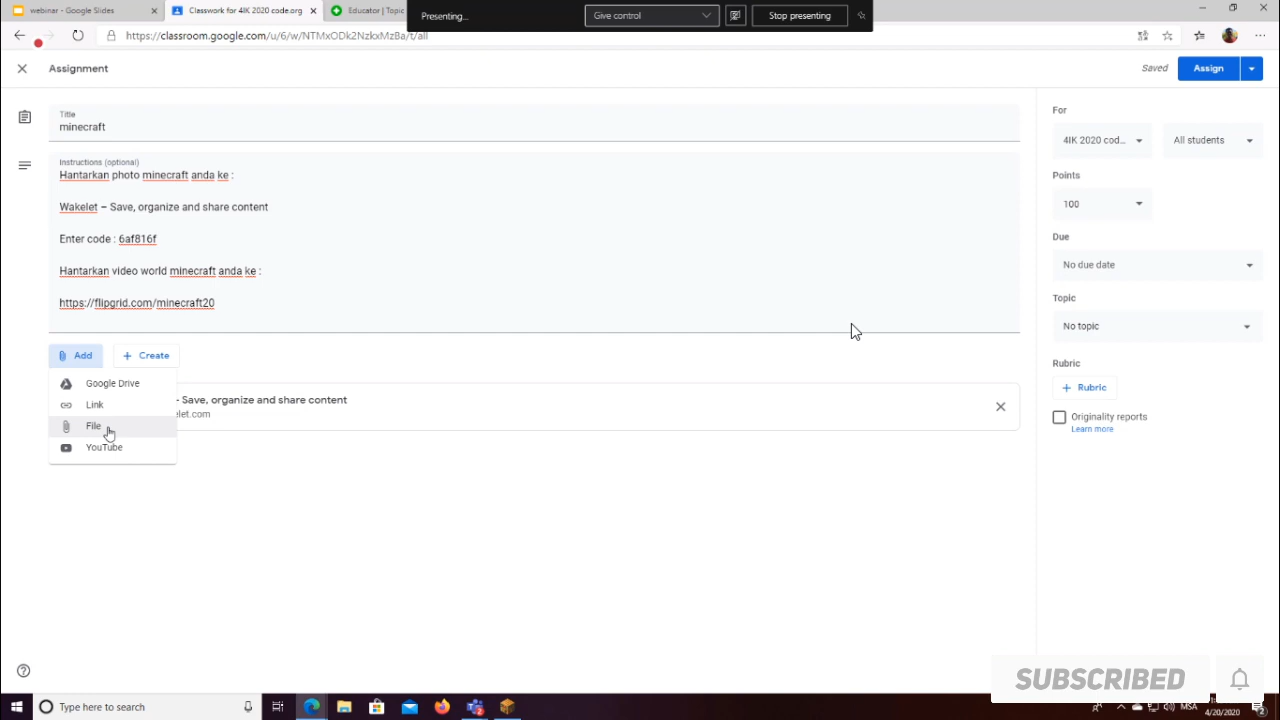 webinar - Google Slides
Classwork for 4IK 2020 code.org
Educator | Topic
Presenting...
Give control
Stop presenting
https://classroom.google.com/u/6/w/NTMxODk2NzkxMzBa/t/all
Assignment
Saved
Assign
Title
minecraft
Instructions (optional)
Hantarkan photo minecraft anda ke :
Wakelet – Save, organize and share content
Enter code : 6af816f
Hantarkan video world minecraft anda ke :
https://flipgrid.com/minecraft20
Add
Create
Google Drive
Link
File
YouTube
- Save, organize and share content
elet.com
For
4IK 2020 cod...
All students
Points
100
Due
No due date
Topic
No topic
Rubric
Rubric
Originality reports
Learn more
SUBSCRIBED
Type here to search
MSA
4/20/2020
2